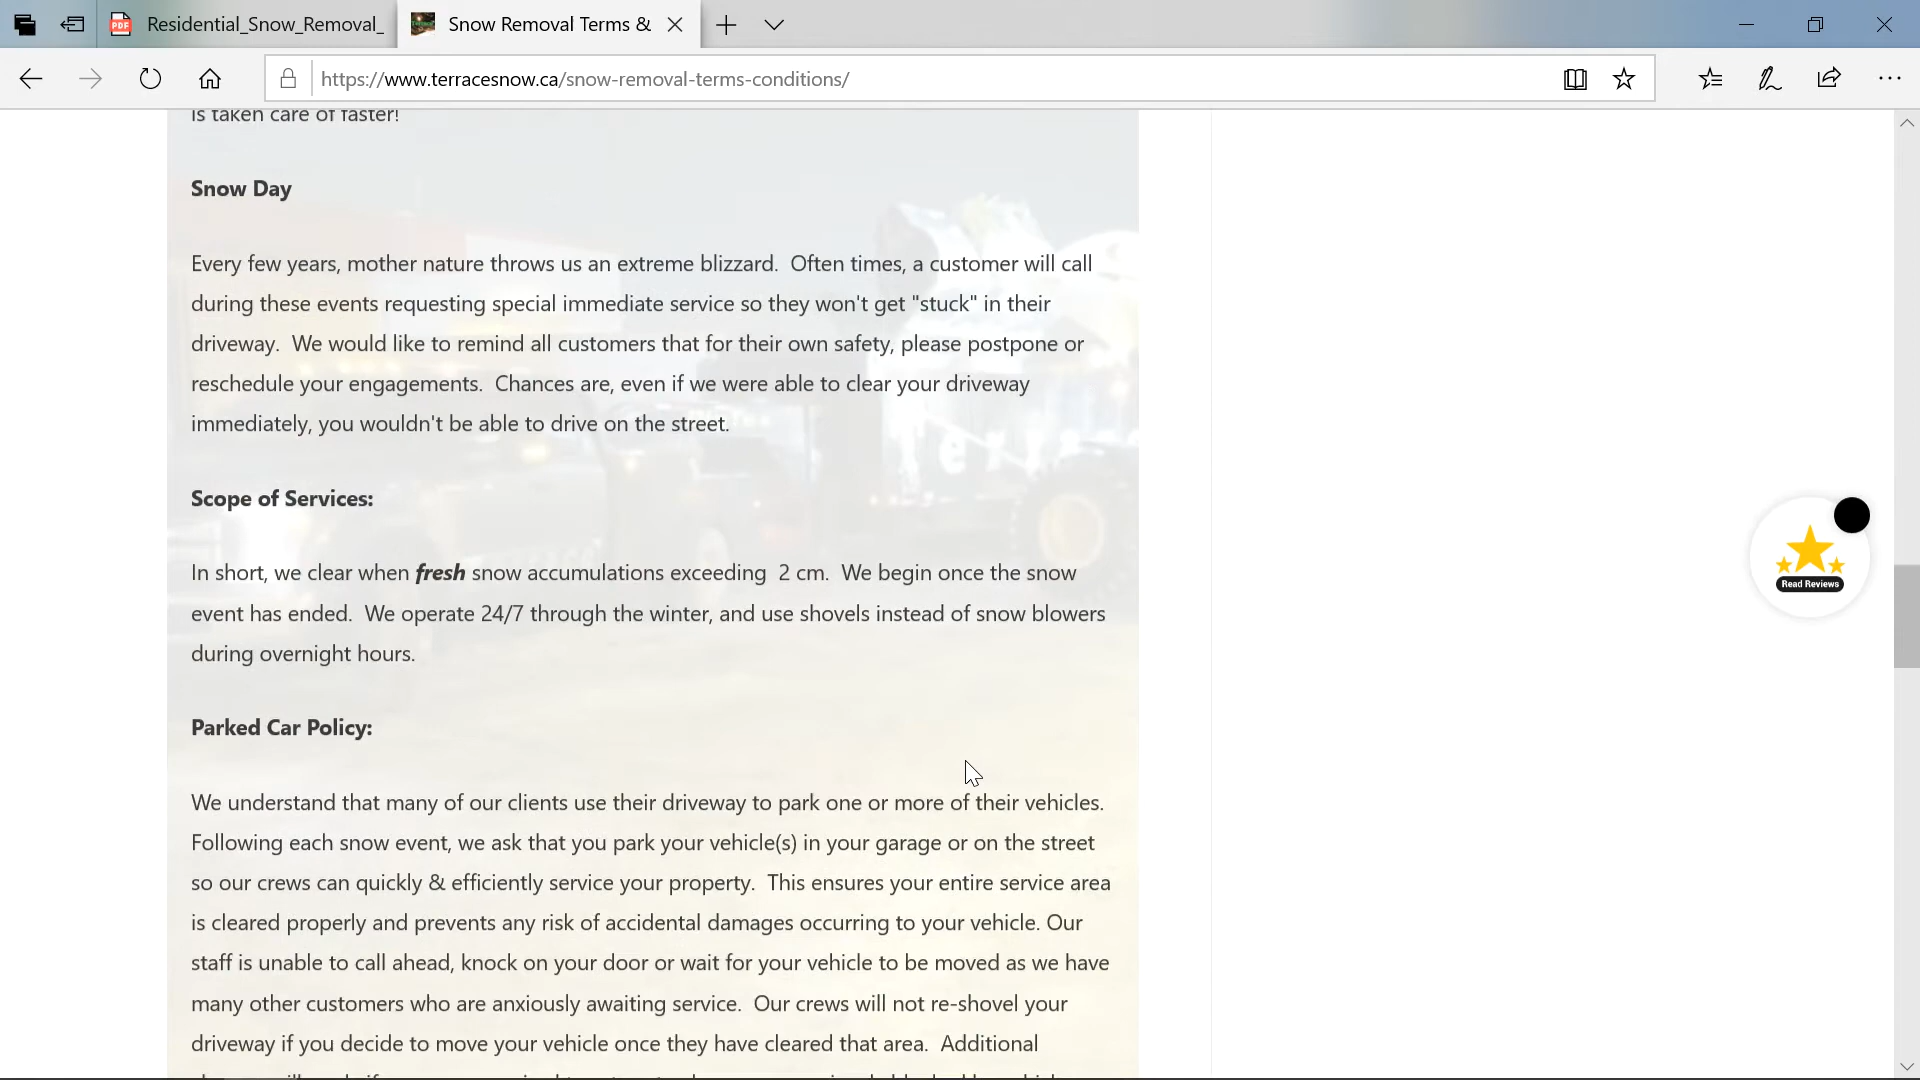 Residential_Snow_Removal_
Snow Removal Terms &
https://www.terracesnow.ca/snow-removal-terms-conditions/
is taken care of faster!
Snow Day
Every few years, mother nature throws us an extreme blizzard.  Often times, a customer will call
during these events requesting special immediate service so they won't get "stuck" in their
driveway.  We would like to remind all customers that for their own safety, please postpone or
reschedule your engagements.  Chances are, even if we were able to clear your driveway
immediately, you wouldn't be able to drive on the street.
Scope of Services:
In short, we clear when fresh snow accumulations exceeding  2 cm.  We begin once the snow
event has ended.  We operate 24/7 through the winter, and use shovels instead of snow blowers
during overnight hours.
Read Reviews
Parked Car Policy:
We understand that many of our clients use their driveway to park one or more of their vehicles.
Following each snow event, we ask that you park your vehicle(s) in your garage or on the street
so our crews can quickly & efficiently service your property.  This ensures your entire service area
is cleared properly and prevents any risk of accidental damages occurring to your vehicle. Our
staff is unable to call ahead, knock on your door or wait for your vehicle to be moved as we have
many other customers who are anxiously awaiting service.  Our crews will not re-shovel your
driveway if you decide to move your vehicle once they have cleared that area.  Additional